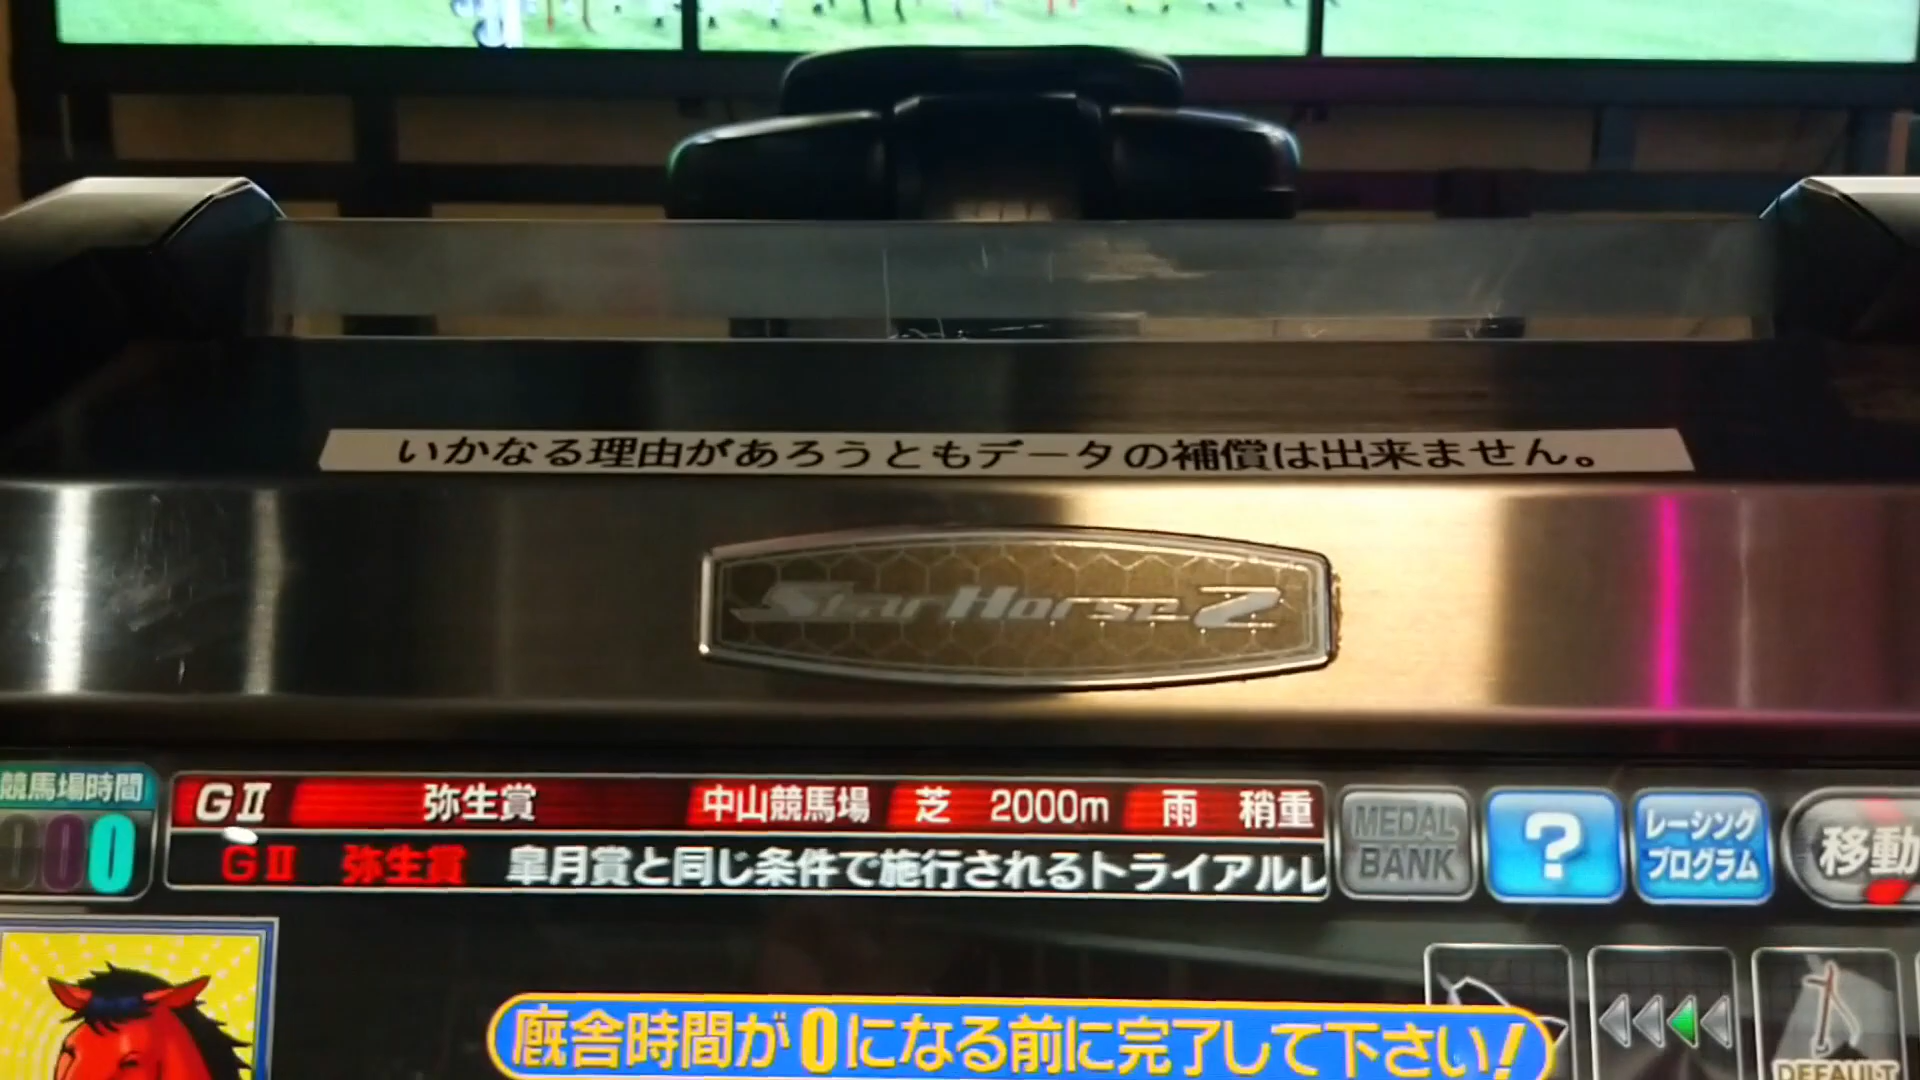 いかなる理由があろうともデータの補償は出来ません。
StarHorse2
競馬場時間
000
GⅡ 弥生賞 中山競馬場 芝 2000m 雨 稍重
GⅡ 弥生賞 皐月賞と同じ条件で施行されるトライアルレ
MEDAL BANK
?
レーシング
プログラム
移動
厩舎時間が0になる前に完了して下さい!
DEFAULT